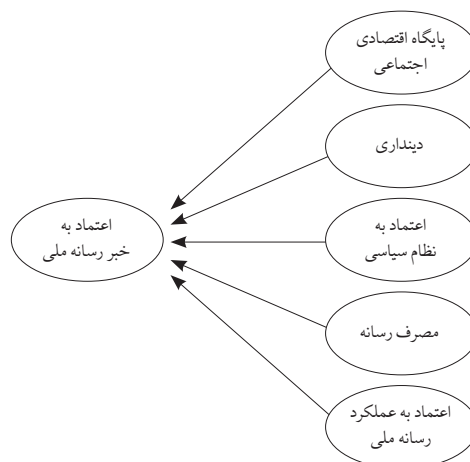 پایگاه اقتصادی
اجتماعی
دینداری
اعتماد به
نظام سیاسی
مصرف رسانه
اعتماد به عملکرد
رسانه ملی
اعتماد به
خبر رسانه ملی